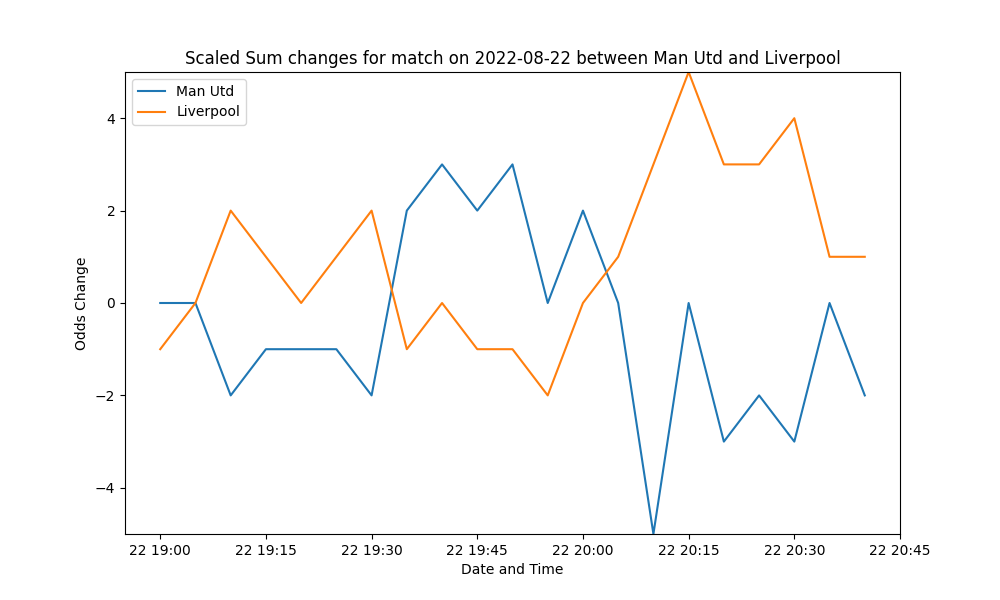 Scaled Sum changes for match on 2022-08-22 between Man Utd and Liverpool
Man Utd
Liverpool
4
2
0
−2
−4
Odds Change
22 19:00 22 19:15 22 19:30 22 19:45 22 20:00 22 20:15 22 20:30 22 20:45
Date and Time